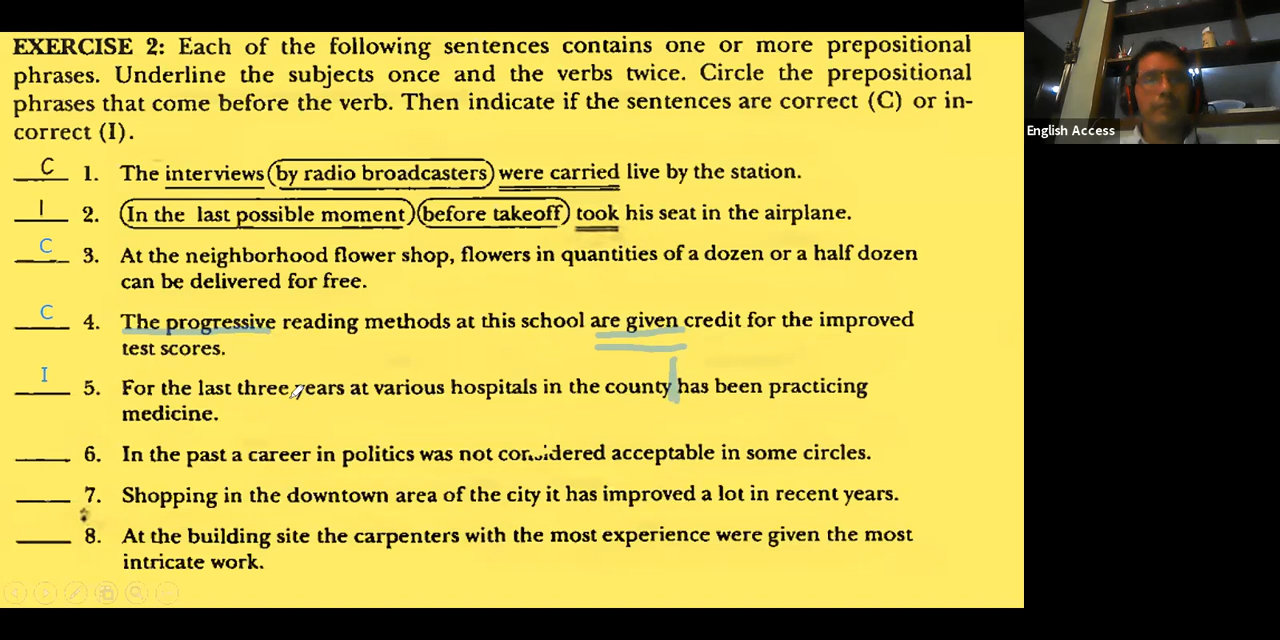 EXERCISE 2: Each of the following sentences contains one or more prepositional
phrases. Underline the subjects once and the verbs twice. Circle the prepositional
phrases that come before the verb. Then indicate if the sentences are correct (C) or in-
correct (I).
English Access
C 1. The interviews by radio broadcasters were carried live by the station.
I 2. In the last possible moment before takeoff took his seat in the airplane.
C 3. At the neighborhood flower shop, flowers in quantities of a dozen or a half dozen
can be delivered for free.
C 4. The progressive reading methods at this school are given credit for the improved
test scores.
I 5. For the last three years at various hospitals in the county has been practicing
medicine.
6. In the past a career in politics was not considered acceptable in some circles.
7. Shopping in the downtown area of the city it has improved a lot in recent years.
8. At the building site the carpenters with the most experience were given the most
intricate work.